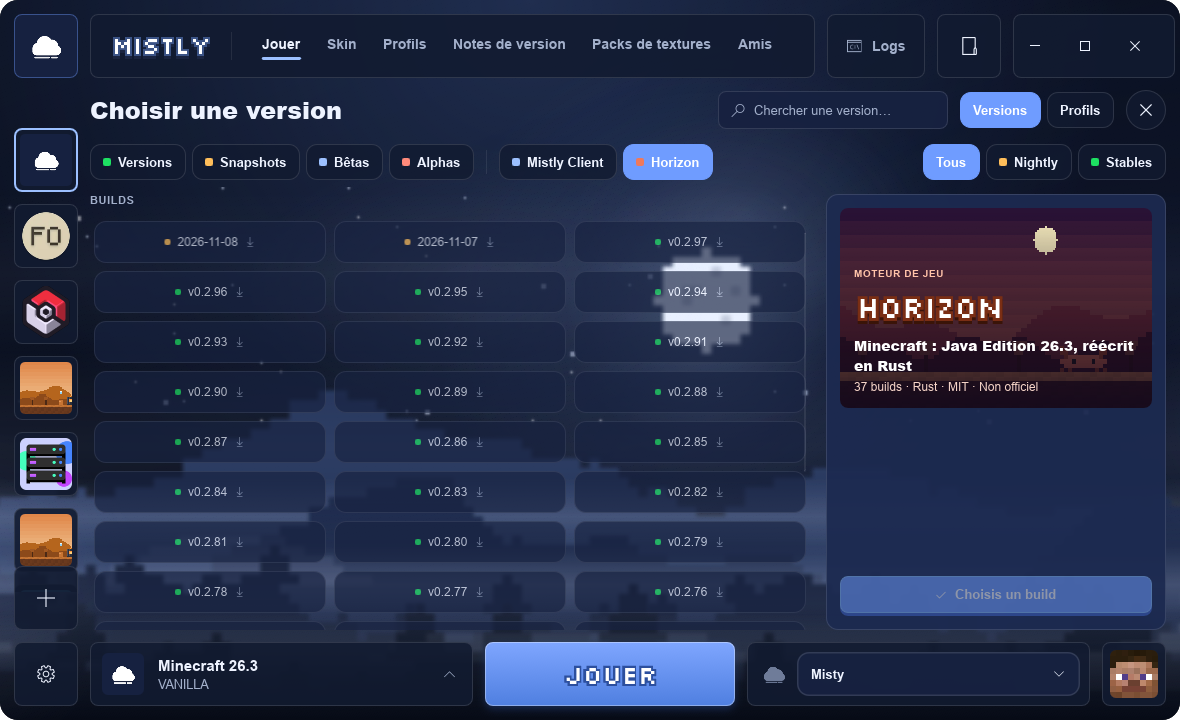 MISTLY
Jouer
Skin
Profils
Notes de version
Packs de textures
Amis
Logs
Choisir une version
Chercher une version…
Versions
Profils
Versions
Snapshots
Bêtas
Alphas
Mistly Client
Horizon
Tous
Nightly
Stables
FO
BUILDS
2026-11-08
2026-11-07
v0.2.97
v0.2.96
v0.2.95
v0.2.94
v0.2.93
v0.2.92
v0.2.91
v0.2.90
v0.2.89
v0.2.88
v0.2.87
v0.2.86
v0.2.85
v0.2.84
v0.2.83
v0.2.82
v0.2.81
v0.2.80
v0.2.79
v0.2.78
v0.2.77
v0.2.76
MOTEUR DE JEU
HORIZON
Minecraft : Java Edition 26.3, réécrit
en Rust
37 builds · Rust · MIT · Non officiel
Choisis un build
Minecraft 26.3
VANILLA
JOUER
Misty